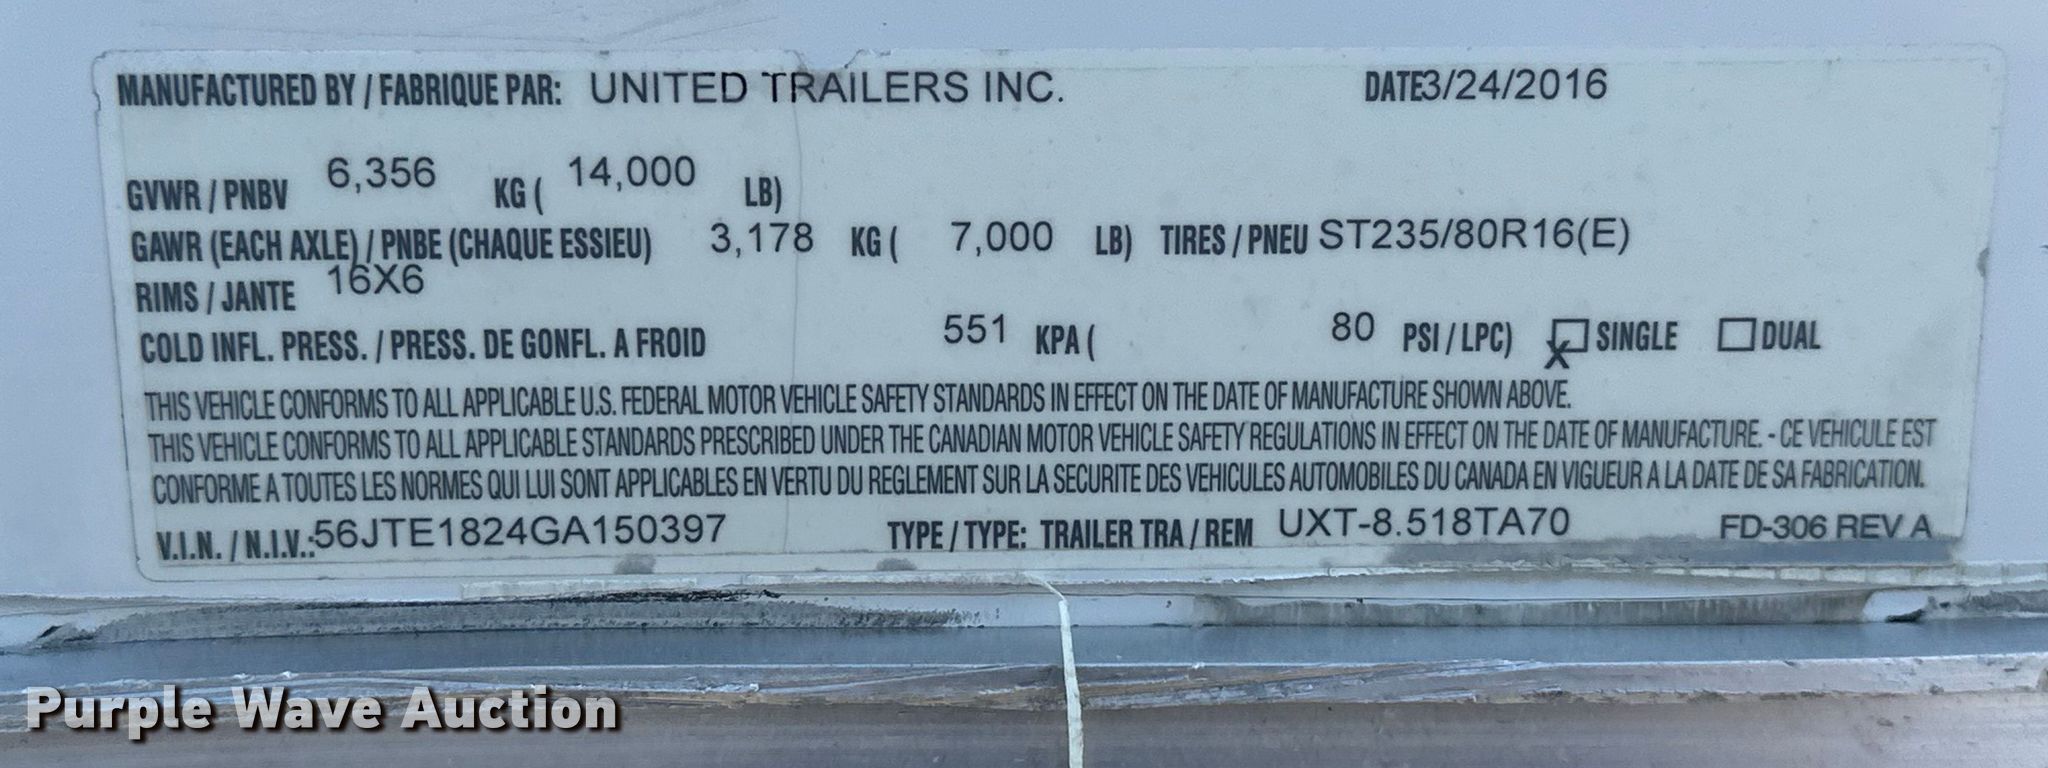 MANUFACTURED BY / FABRIQUE PAR: UNITED TRAILERS INC. DATE3/24/2016
GVWR / PNBV 6,356 KG ( 14,000 LB)
GAWR (EACH AXLE) / PNBE (CHAQUE ESSIEU) 3,178 KG ( 7,000 LB) TIRES / PNEU ST235/80R16(E)
RIMS / JANTE 16X6
COLD INFL. PRESS. / PRESS. DE GONFL. A FROID 551 KPA ( 80 PSI / LPC) X SINGLE DUAL
THIS VEHICLE CONFORMS TO ALL APPLICABLE U.S. FEDERAL MOTOR VEHICLE SAFETY STANDARDS IN EFFECT ON THE DATE OF MANUFACTURE SHOWN ABOVE.
THIS VEHICLE CONFORMS TO ALL APPLICABLE STANDARDS PRESCRIBED UNDER THE CANADIAN MOTOR VEHICLE SAFETY REGULATIONS IN EFFECT ON THE DATE OF MANUFACTURE. - CE VEHICULE EST
CONFORME A TOUTES LES NORMES QUI LUI SONT APPLICABLES EN VERTU DU REGLEMENT SUR LA SECURITE DES VEHICULES AUTOMOBILES DU CANADA EN VIGUEUR A LA DATE DE SA FABRICATION.
V.I.N. / N.I.V.:56JTE1824GA150397 TYPE / TYPE: TRAILER TRA / REM UXT-8.518TA70 FD-306 REV A
Purple Wave Auction